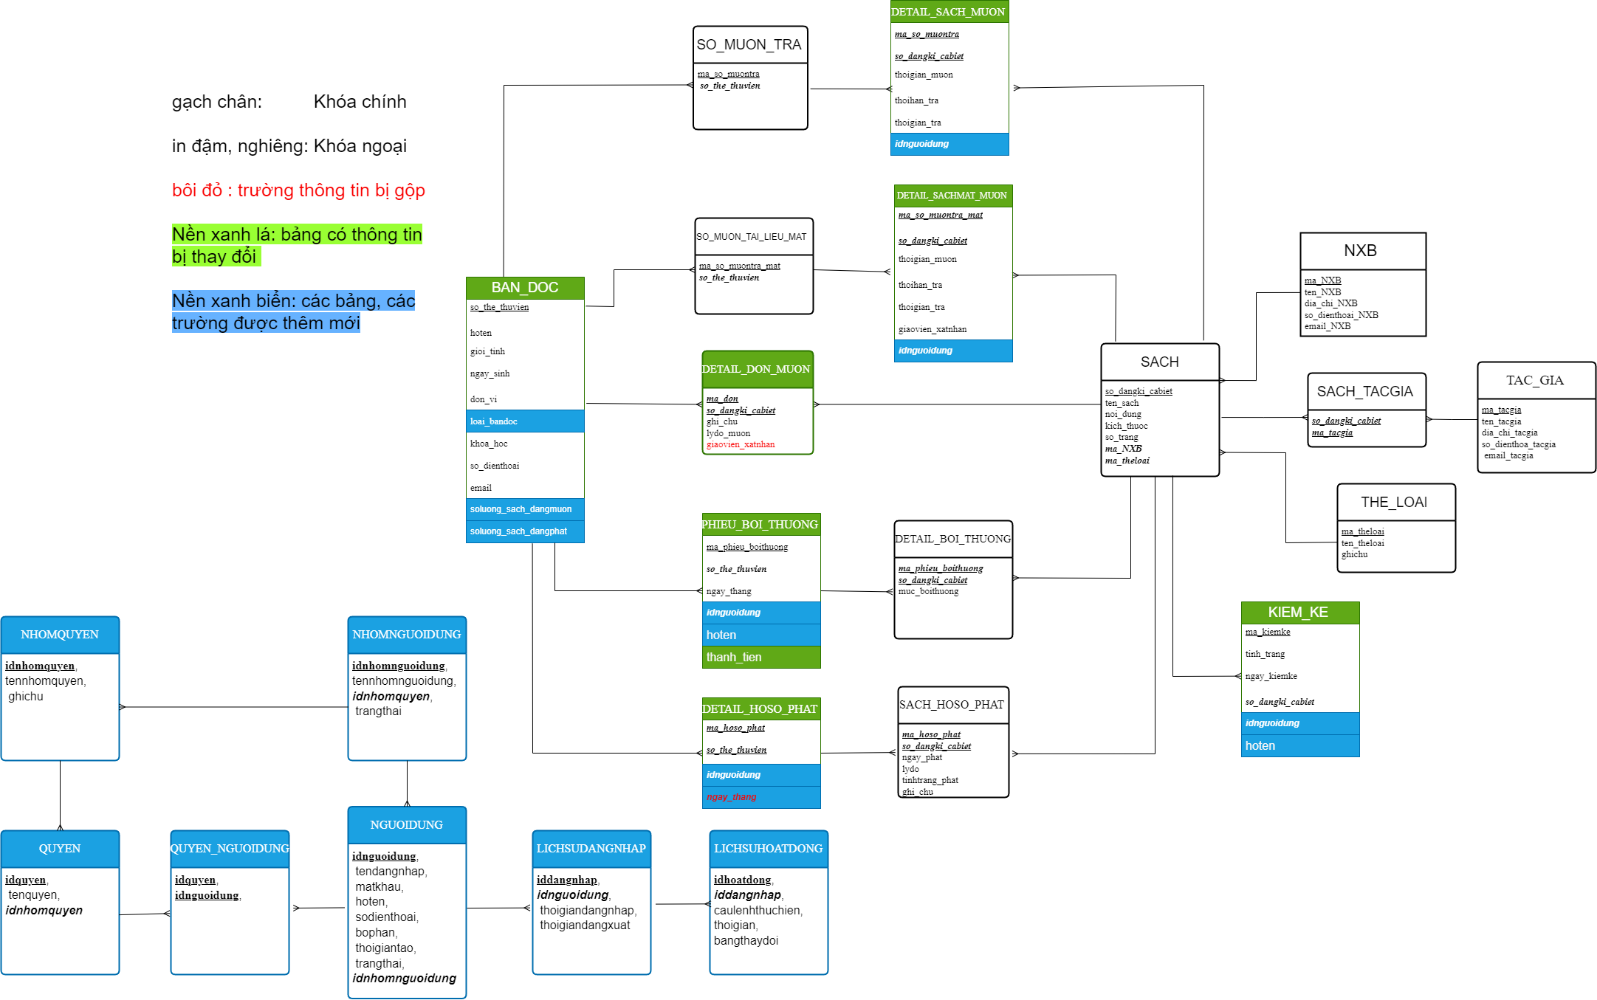 gạch chân: Khóa chính
in đậm, nghiêng: Khóa ngoại
bôi đỏ : trường thông tin bị gộp
Nền xanh lá: bảng có thông tin
bị thay đổi
Nền xanh biển: các bảng, các
trường được thêm mới
SO_MUON_TRA
ma_so_muontra
so_the_thuvien
DETAIL_SACH_MUON
ma_so_muontra
so_dangki_cabiet
thoigian_muon
thoihan_tra
thoigian_tra
idnguoidung
SO_MUON_TAI_LIEU_MAT
ma_so_muontra_mat
so_the_thuvien
DETAIL_SACHMAT_MUON
ma_so_muontra_mat
so_dangki_cabiet
thoigian_muon
thoihan_tra
thoigian_tra
giaovien_xatnhan
idnguoidung
BAN_DOC
so_the_thuvien
hoten
gioi_tinh
ngay_sinh
don_vi
loai_bandoc
khoa_hoc
so_dienthoai
email
soluong_sach_dangmuon
soluong_sach_dangphat
DETAIL_DON_MUON
ma_don
so_dangki_cabiet
ghi_chu
lydo_muon
giaovien_xatnhan
SACH
so_dangki_cabiet
ten_sach
noi_dung
kich_thuoc
so_trang
ma_NXB
ma_theloai
NXB
ma_NXB
ten_NXB
dia_chi_NXB
so_dienthoai_NXB
email_NXB
SACH_TACGIA
so_dangki_cabiet
ma_tacgia
TAC_GIA
ma_tacgia
ten_tacgia
dia_chi_tacgia
so_dienthoa_tacgia
email_tacgia
THE_LOAI
ma_theloai
ten_theloai
ghichu
PHIEU_BOI_THUONG
ma_phieu_boithuong
so_the_thuvien
ngay_thang
idnguoidung
hoten
thanh_tien
DETAIL_BOI_THUONG
ma_phieu_boithuong
so_dangki_cabiet
muc_boithuong
KIEM_KE
ma_kiemke
tinh_trang
ngay_kiemke
so_dangki_cabiet
idnguoidung
hoten
DETAIL_HOSO_PHAT
ma_hoso_phat
so_the_thuvien
idnguoidung
ngay_thang
SACH_HOSO_PHAT
ma_hoso_phat
so_dangki_cabiet
ngay_phat
lydo
tinhtrang_phat
ghi_chu
NHOMQUYEN
idnhomquyen,
tennhomquyen,
ghichu
NHOMNGUOIDUNG
idnhomnguoidung,
tennhomnguoidung,
idnhomquyen,
trangthai
QUYEN
idquyen,
tenquyen,
idnhomquyen
QUYEN_NGUOIDUNG
idquyen,
idnguoidung,
NGUOIDUNG
idnguoidung,
tendangnhap,
matkhau,
hoten,
sodienthoai,
bophan,
thoigiantao,
trangthai,
idnhomnguoidung
LICHSUDANGNHAP
iddangnhap,
idnguoidung,
thoigiandangnhap,
thoigiandangxuat
LICHSUHOATDONG
idhoatdong,
iddangnhap,
caulenhthuchien,
thoigian,
bangthaydoi